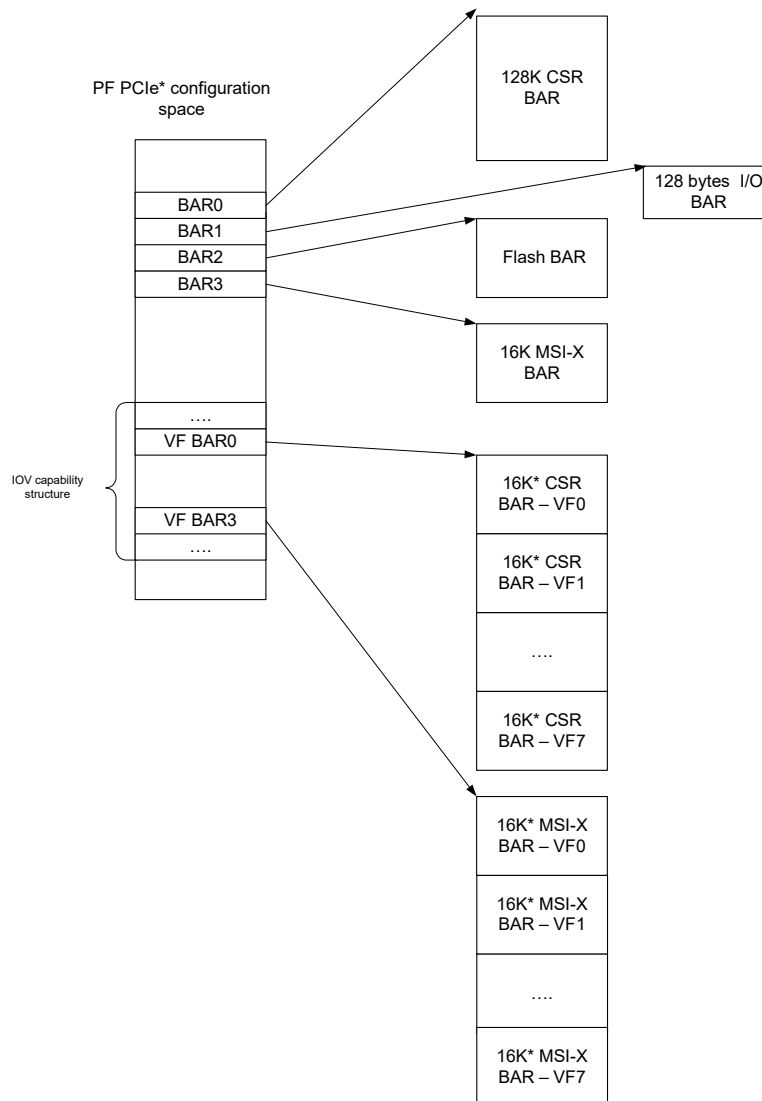 PF PCIe* configuration
space
BAR0
BAR1
BAR2
BAR3
....
VF BAR0
VF BAR3
....
IOV capability
structure
128K CSR
BAR
128 bytes I/O
BAR
Flash BAR
16K MSI-X
BAR
16K* CSR
BAR – VF0
16K* CSR
BAR – VF1
....
16K* CSR
BAR – VF7
16K* MSI-X
BAR – VF0
16K* MSI-X
BAR – VF1
....
16K* MSI-X
BAR – VF7